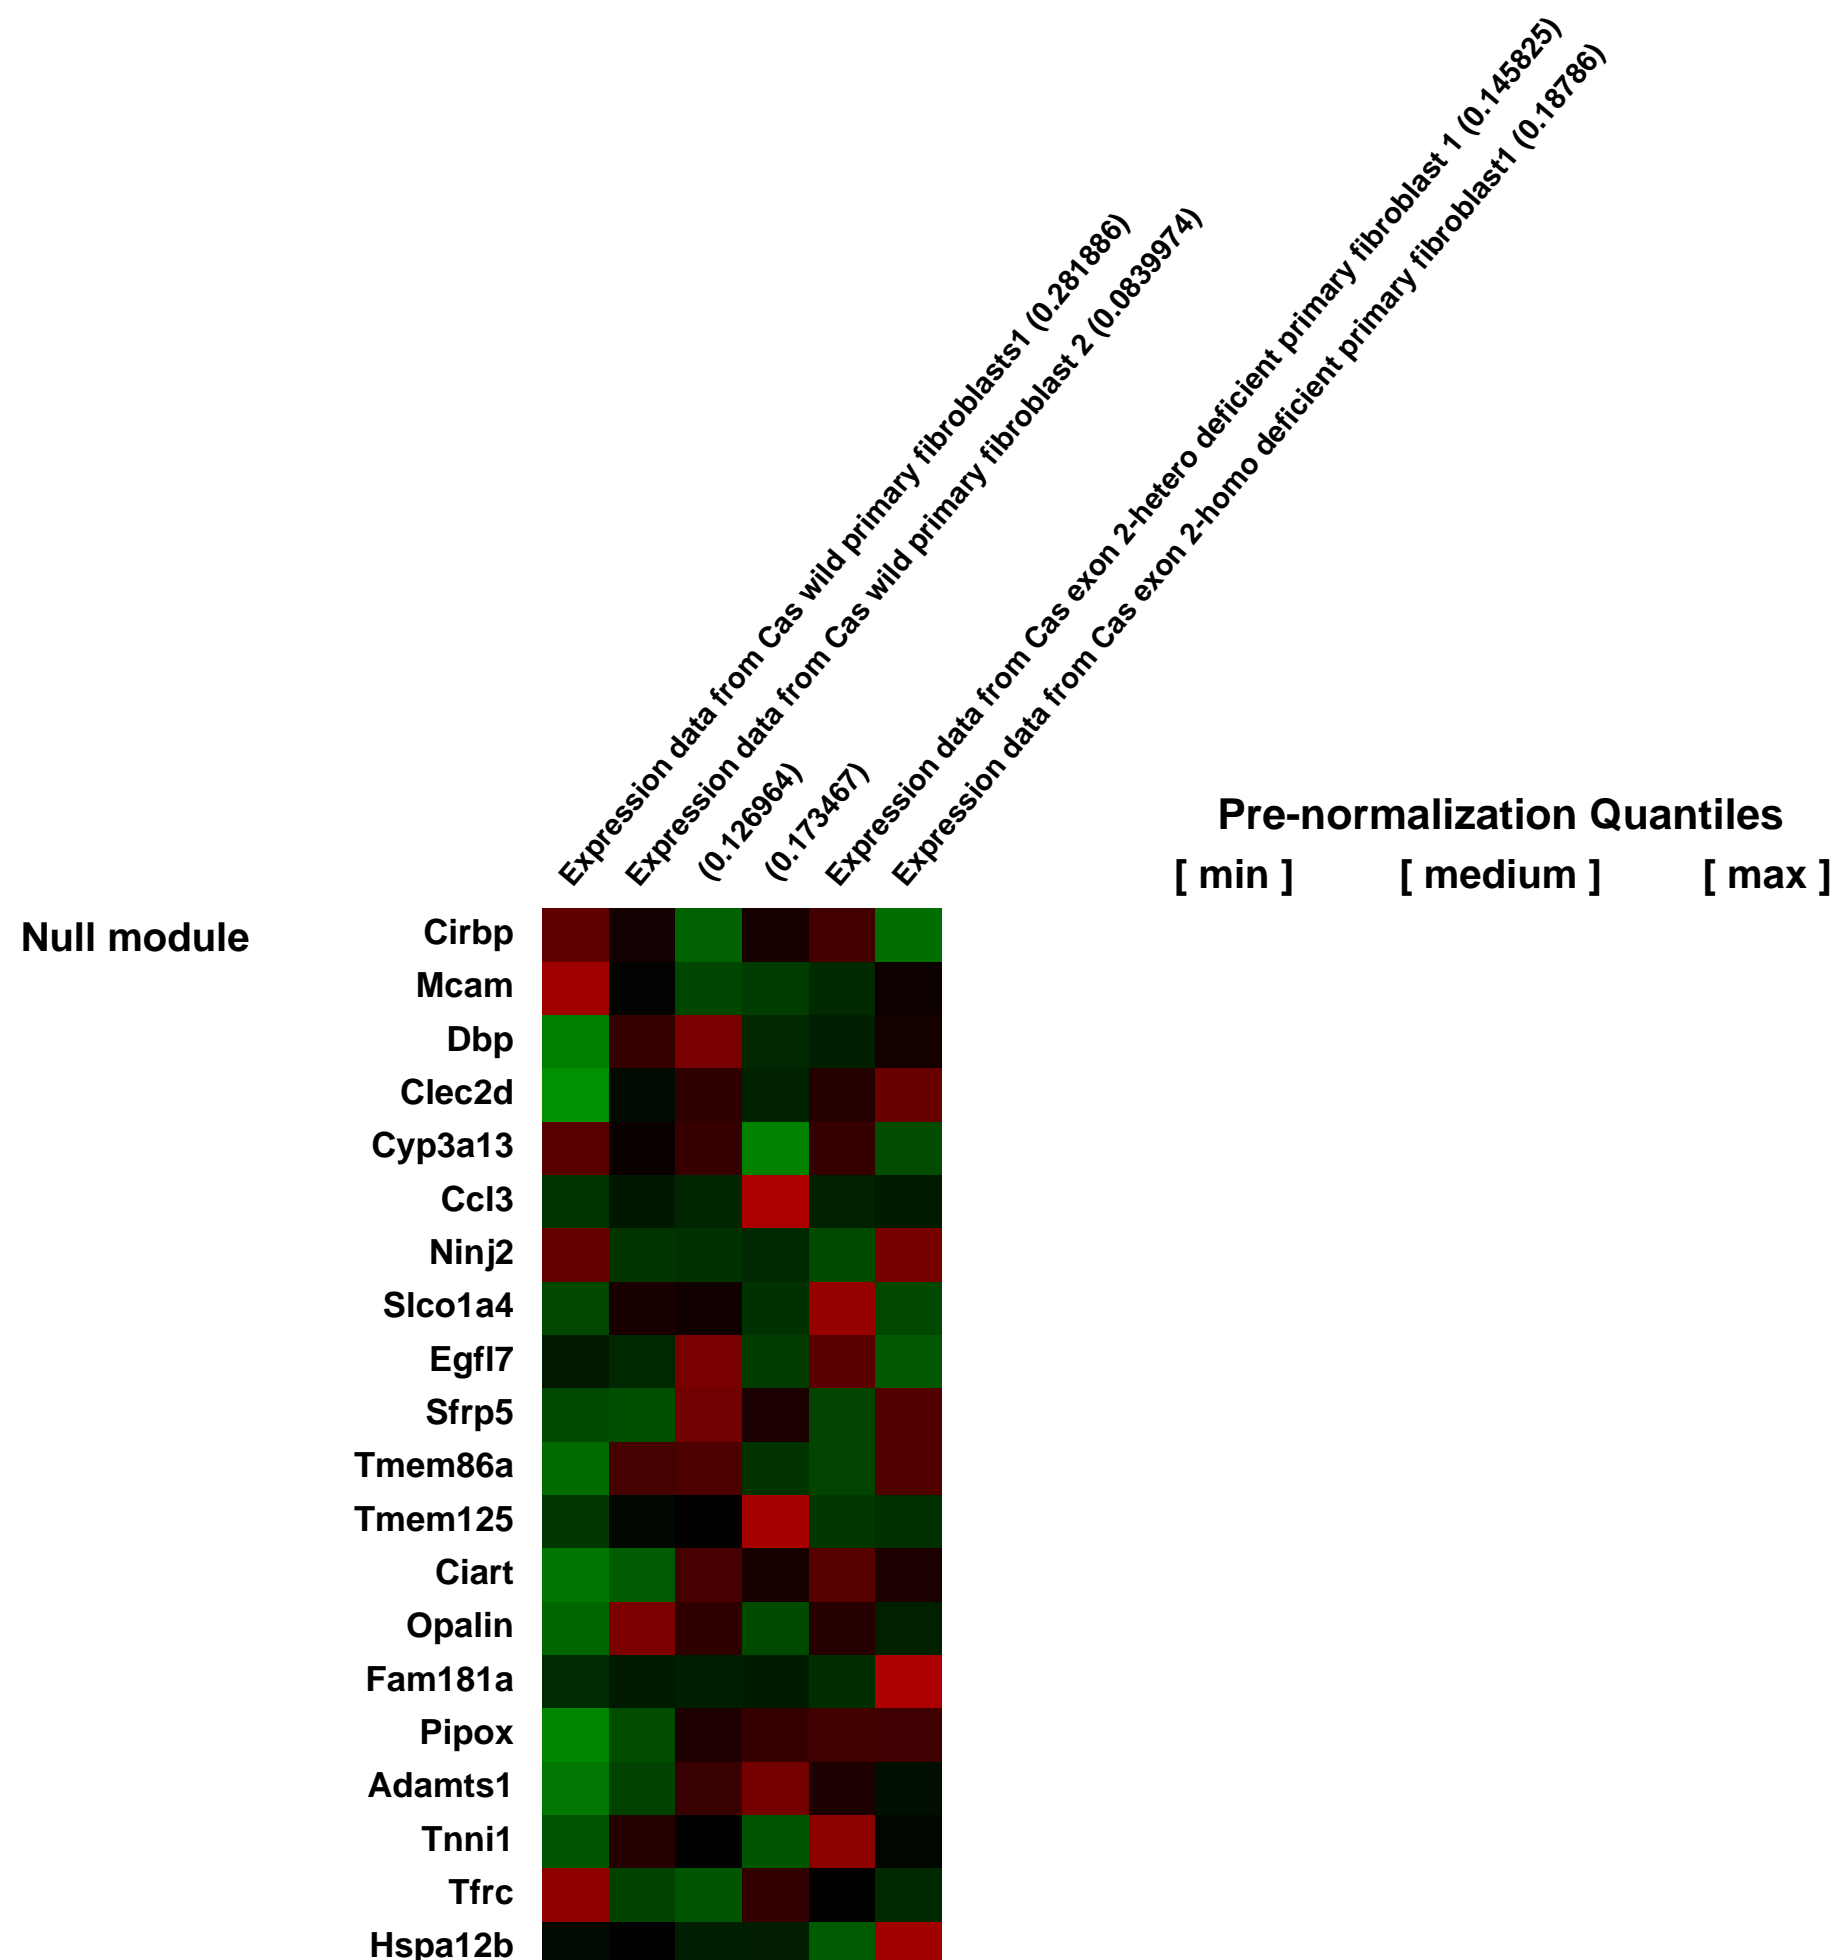 Expression data from Cas wild primary fibroblasts1 (0.281886)
Expression data from Cas wild primary fibroblast 2 (0.0839974)
(0.126964)
(0.173467)
Expression data from Cas exon 2-hetero deficient primary fibroblast 1 (0.145825)
Expression data from Cas exon 2-homo deficient primary fibroblast1 (0.18786)
Pre-normalization Quantiles
[ min ] [ medium ] [ max ]
Null module
Cirbp
Mcam
Dbp
Clec2d
Cyp3a13
Ccl3
Ninj2
Slco1a4
Egfl7
Sfrp5
Tmem86a
Tmem125
Ciart
Opalin
Fam181a
Pipox
Adamts1
Tnni1
Tfrc
Hspa12b